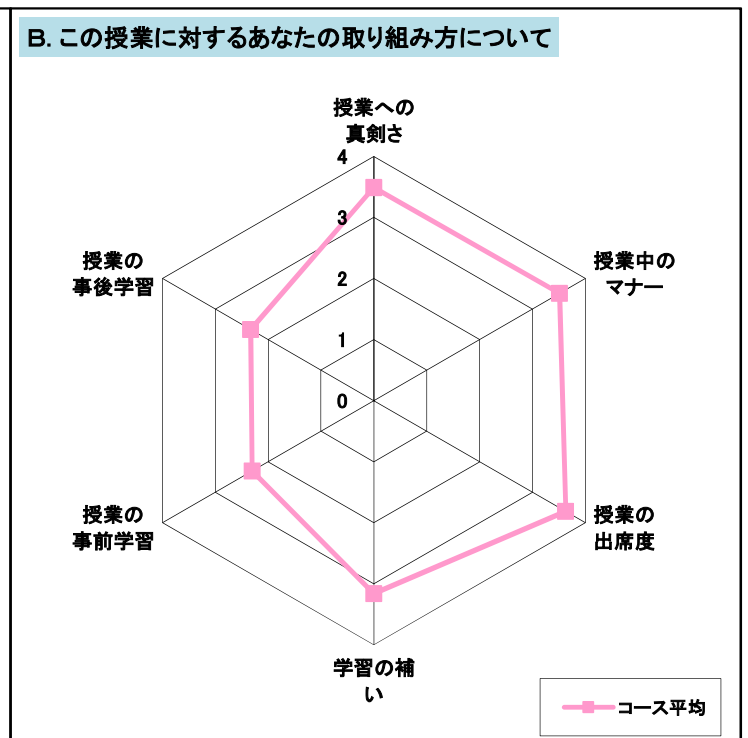 B. この授業に対するあなたの取り組み方について
授業への
真剣さ
4
3
2
1
0
授業中の
マナー
授業の
出席度
学習の補
い
授業の
事前学習
授業の
事後学習
コース平均